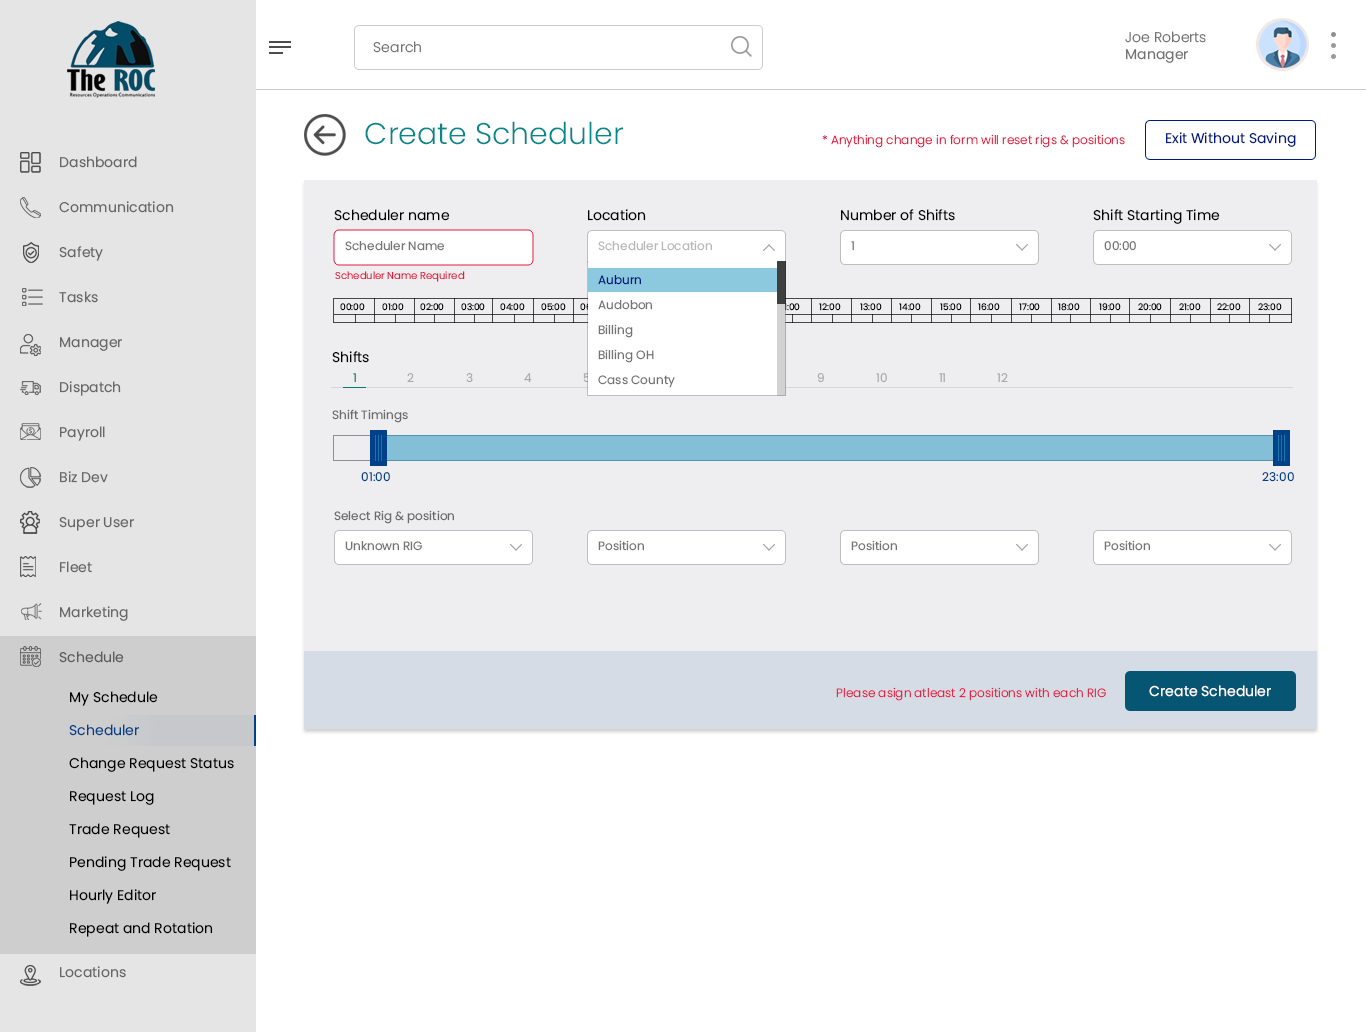 The ROC
Resources Operations Communications
Search
Joe Roberts
Manager
Dashboard
Communication
Safety
Tasks
Manager
Dispatch
Payroll
Biz Dev
Super User
Fleet
Marketing
Schedule
My Schedule
Scheduler
Change Request Status
Request Log
Trade Request
Pending Trade Request
Hourly Editor
Repeat and Rotation
Locations
Create Scheduler
* Anything change in form will reset rigs & positions
Exit Without Saving
Scheduler name Location Number of Shifts Shift Starting Time
Scheduler Name Scheduler Location 1 00:00
Scheduler Name Required
Auburn
Audobon
Billing
Billing OH
Cass County
00:00 01:00 02:00 03:00 04:00 05:00 12:00 13:00 14:00 15:00 16:00 17:00 18:00 19:00 20:00 21:00 22:00 23:00
Shifts
1 2 3 4 9 10 11 12
Shift Timings
01:00 23:00
Select Rig & position
Unknown RIG Position Position Position
Please asign atleast 2 positions with each RIG
Create Scheduler